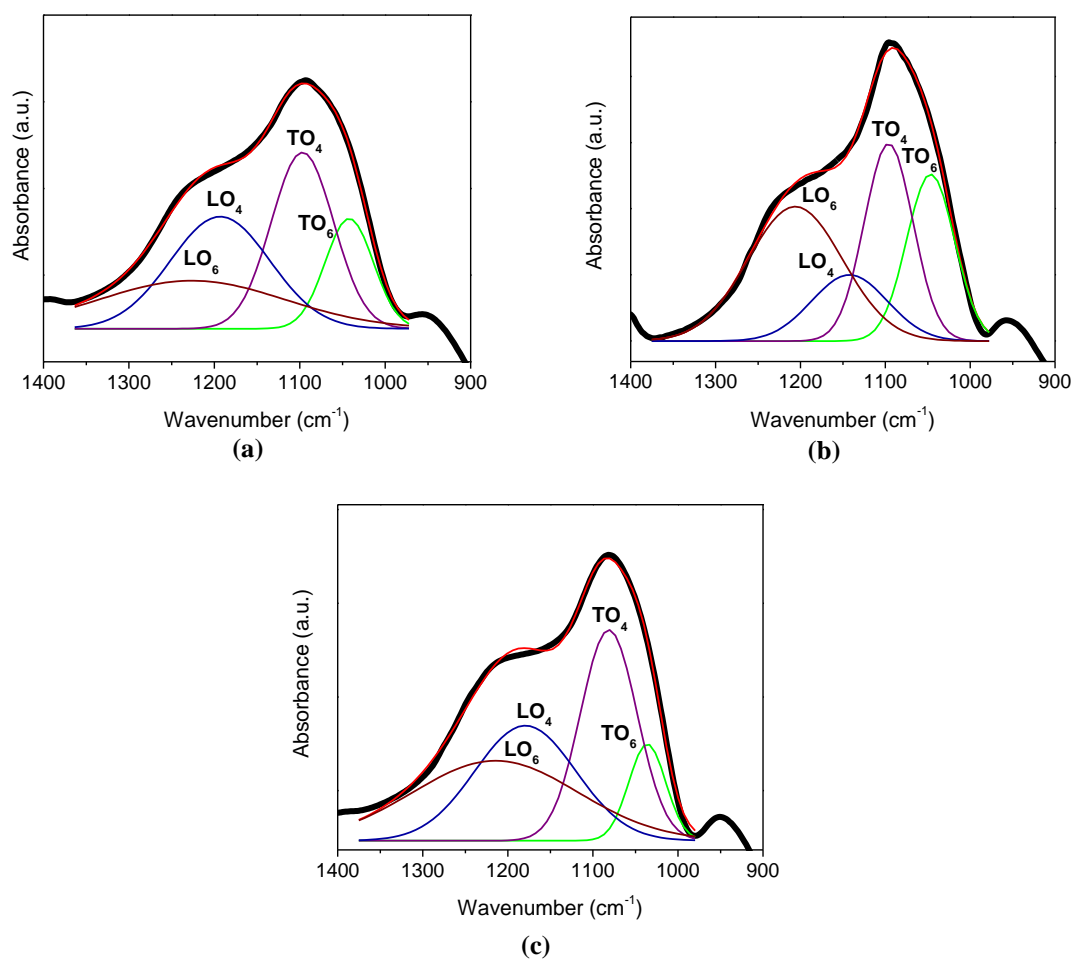 Absorbance (a.u.)
LO4
LO6
TO4
TO6
1400 1300 1200 1100 1000 900
Wavenumber (cm-1)
(a)
Absorbance (a.u.)
LO6
LO4
TO4
TO6
1400 1300 1200 1100 1000 900
Wavenumber (cm-1)
(b)
Absorbance (a.u.)
LO4
LO6
TO4
TO6
1400 1300 1200 1100 1000 900
Wavenumber (cm-1)
(c)